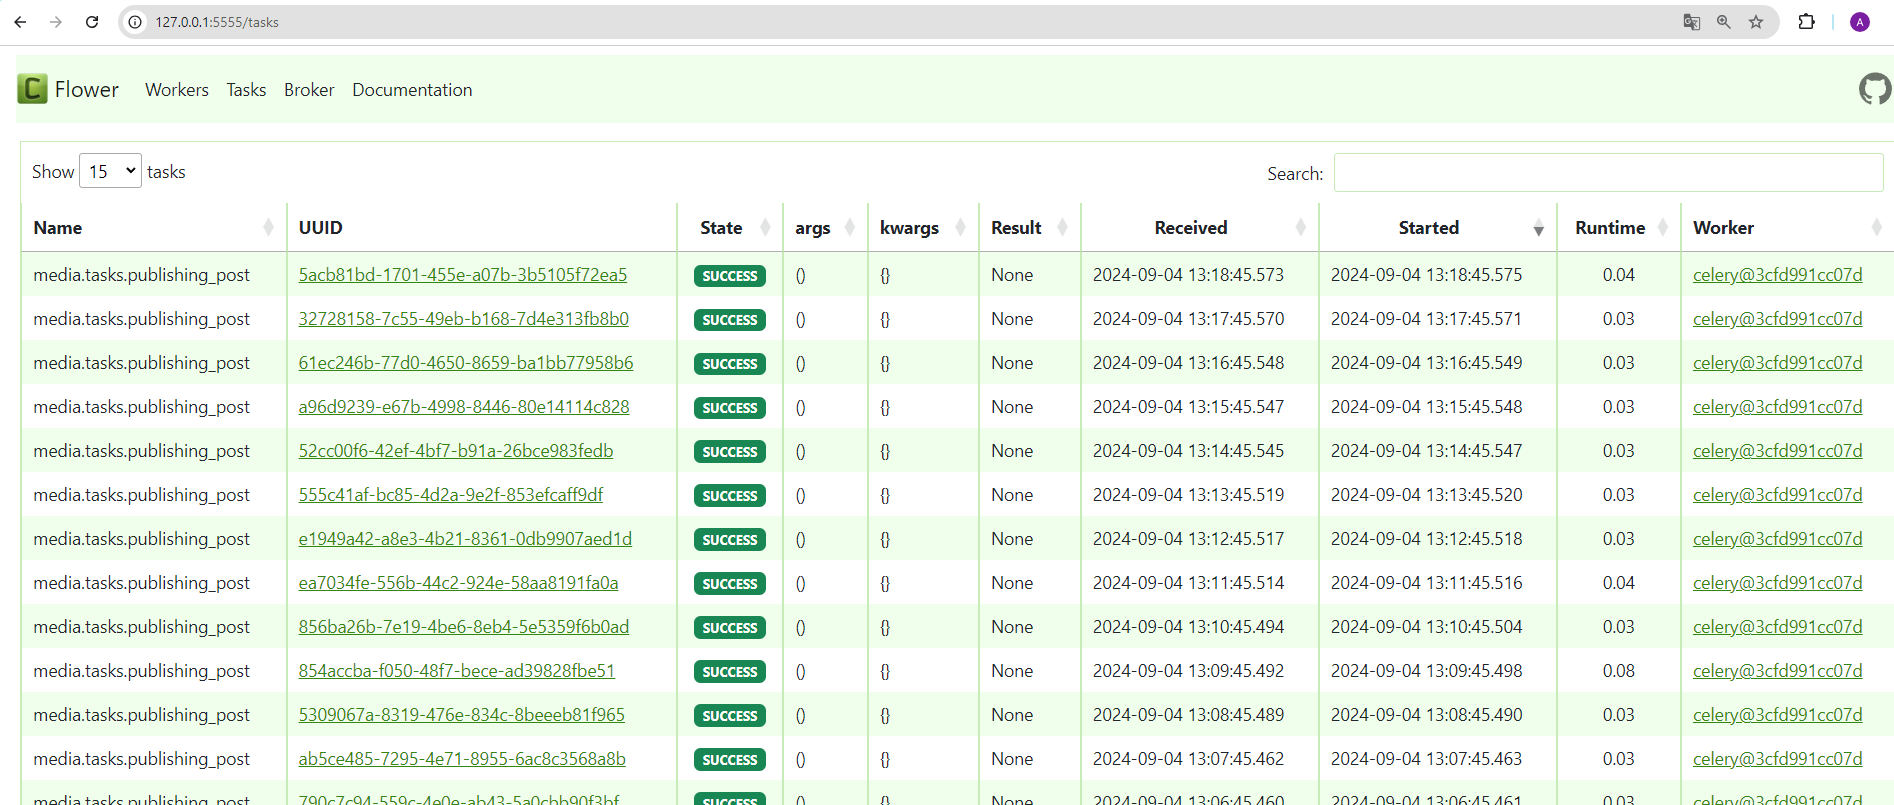 127.0.0.1:5555/tasks
A
C Flower Workers Tasks Broker Documentation
Show 15 tasks Search:
Name UUID State args kwargs Result Received Started Runtime Worker
media.tasks.publishing_post 5acb81bd-1701-455e-a07b-3b5105f72ea5 SUCCESS () {} None 2024-09-04 13:18:45.573 2024-09-04 13:18:45.575 0.04 celery@3cfd991cc07d
media.tasks.publishing_post 32728158-7c55-49eb-b168-7d4e313fb8b0 SUCCESS () {} None 2024-09-04 13:17:45.570 2024-09-04 13:17:45.571 0.03 celery@3cfd991cc07d
media.tasks.publishing_post 61ec246b-77d0-4650-8659-ba1bb77958b6 SUCCESS () {} None 2024-09-04 13:16:45.548 2024-09-04 13:16:45.549 0.03 celery@3cfd991cc07d
media.tasks.publishing_post a96d9239-e67b-4998-8446-80e14114c828 SUCCESS () {} None 2024-09-04 13:15:45.547 2024-09-04 13:15:45.548 0.03 celery@3cfd991cc07d
media.tasks.publishing_post 52cc00f6-42ef-4bf7-b91a-26bce983fedb SUCCESS () {} None 2024-09-04 13:14:45.545 2024-09-04 13:14:45.547 0.03 celery@3cfd991cc07d
media.tasks.publishing_post 555c41af-bc85-4d2a-9e2f-853efcaff9df SUCCESS () {} None 2024-09-04 13:13:45.519 2024-09-04 13:13:45.520 0.03 celery@3cfd991cc07d
media.tasks.publishing_post e1949a42-a8e3-4b21-8361-0db9907aed1d SUCCESS () {} None 2024-09-04 13:12:45.517 2024-09-04 13:12:45.518 0.03 celery@3cfd991cc07d
media.tasks.publishing_post ea7034fe-556b-44c2-924e-58aa8191fa0a SUCCESS () {} None 2024-09-04 13:11:45.514 2024-09-04 13:11:45.516 0.04 celery@3cfd991cc07d
media.tasks.publishing_post 856ba26b-7e19-4be6-8eb4-5e5359f6b0ad SUCCESS () {} None 2024-09-04 13:10:45.494 2024-09-04 13:10:45.504 0.03 celery@3cfd991cc07d
media.tasks.publishing_post 854accba-f050-48f7-bece-ad39828fbe51 SUCCESS () {} None 2024-09-04 13:09:45.492 2024-09-04 13:09:45.498 0.08 celery@3cfd991cc07d
media.tasks.publishing_post 5309067a-8319-476e-834c-8beeeb81f965 SUCCESS () {} None 2024-09-04 13:08:45.489 2024-09-04 13:08:45.490 0.03 celery@3cfd991cc07d
media.tasks.publishing_post ab5ce485-7295-4e71-8955-6ac8c3568a8b SUCCESS () {} None 2024-09-04 13:07:45.462 2024-09-04 13:07:45.463 0.03 celery@3cfd991cc07d
media.tasks.publishing_post 790c7c94-559c-4e0e-ab43-5a0cbb90f3bf SUCCESS () {} None 2024-09-04 13:06:45.460 2024-09-04 13:06:45.461 0.03 celery@3cfd991cc07d